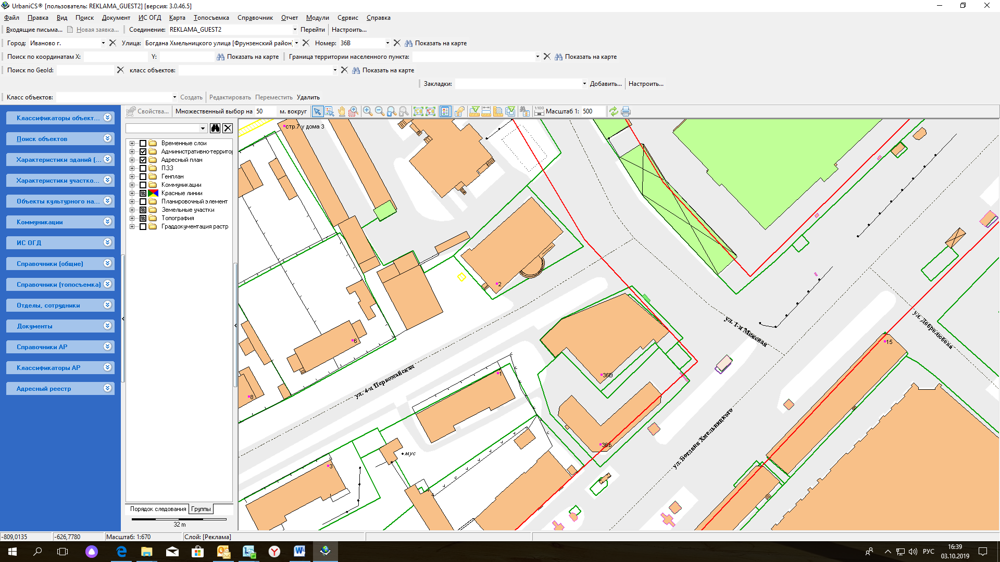 UrbaniCS® [пользователь: REKLAMA_GUEST2] [версия: 3.0.46.5]
Файл Правка Вид Поиск Документ ИС ОГД Карта Топосъемка Справочник Отчет Модули Сервис Справка
Входящие письма... Новая заявка... Соединение: REKLAMA_GUEST2 Перейти Настроить...
Город: Иваново г. Улица: Богдана Хмельницкого улица [Фрунзенский район] Номер: 36В Показать на карте
Поиск по координатам X: Y: Показать на карте Граница территории населенного пункта: Показать на карте
Поиск по GeoId: класс объектов: Показать на карте
Закладки: Добавить... Настроить...
Класс объектов: Создать Редактировать Переместить Удалить
Свойства... Множественный выбор на 50 м. вокруг 1:100 Масштаб 1: 500
Классификаторы объект...
Поиск объектов
Характеристики зданий (...
Характеристики участко...
Объекты культурного на...
Коммуникации
ИС ОГД
Справочники (общие)
Справочники (топосъемка)
Отделы, сотрудники
Документы
Справочники АР
Классификаторы АР
Адресный реестр
Временные слои
Административно-территор
Адресный план
ПЗЗ
Генплан
Коммуникации
Красные линии
Планировочный элемент
Земельные участки
Топография
Граддокументация растр
Порядок следования Группы
32 m
стр.7 у дома 3
2
6
8
1
3
мус
36В
36Б
15
ул. 4-я Первомайская
ул. 1-я Межевая
ул. Добролюбова
ул. Богдана Хмельницкого
-809,0135 -626,7780 Масштаб: 1:670 Слой: [Реклама]
РУС 16:39
03.10.2019